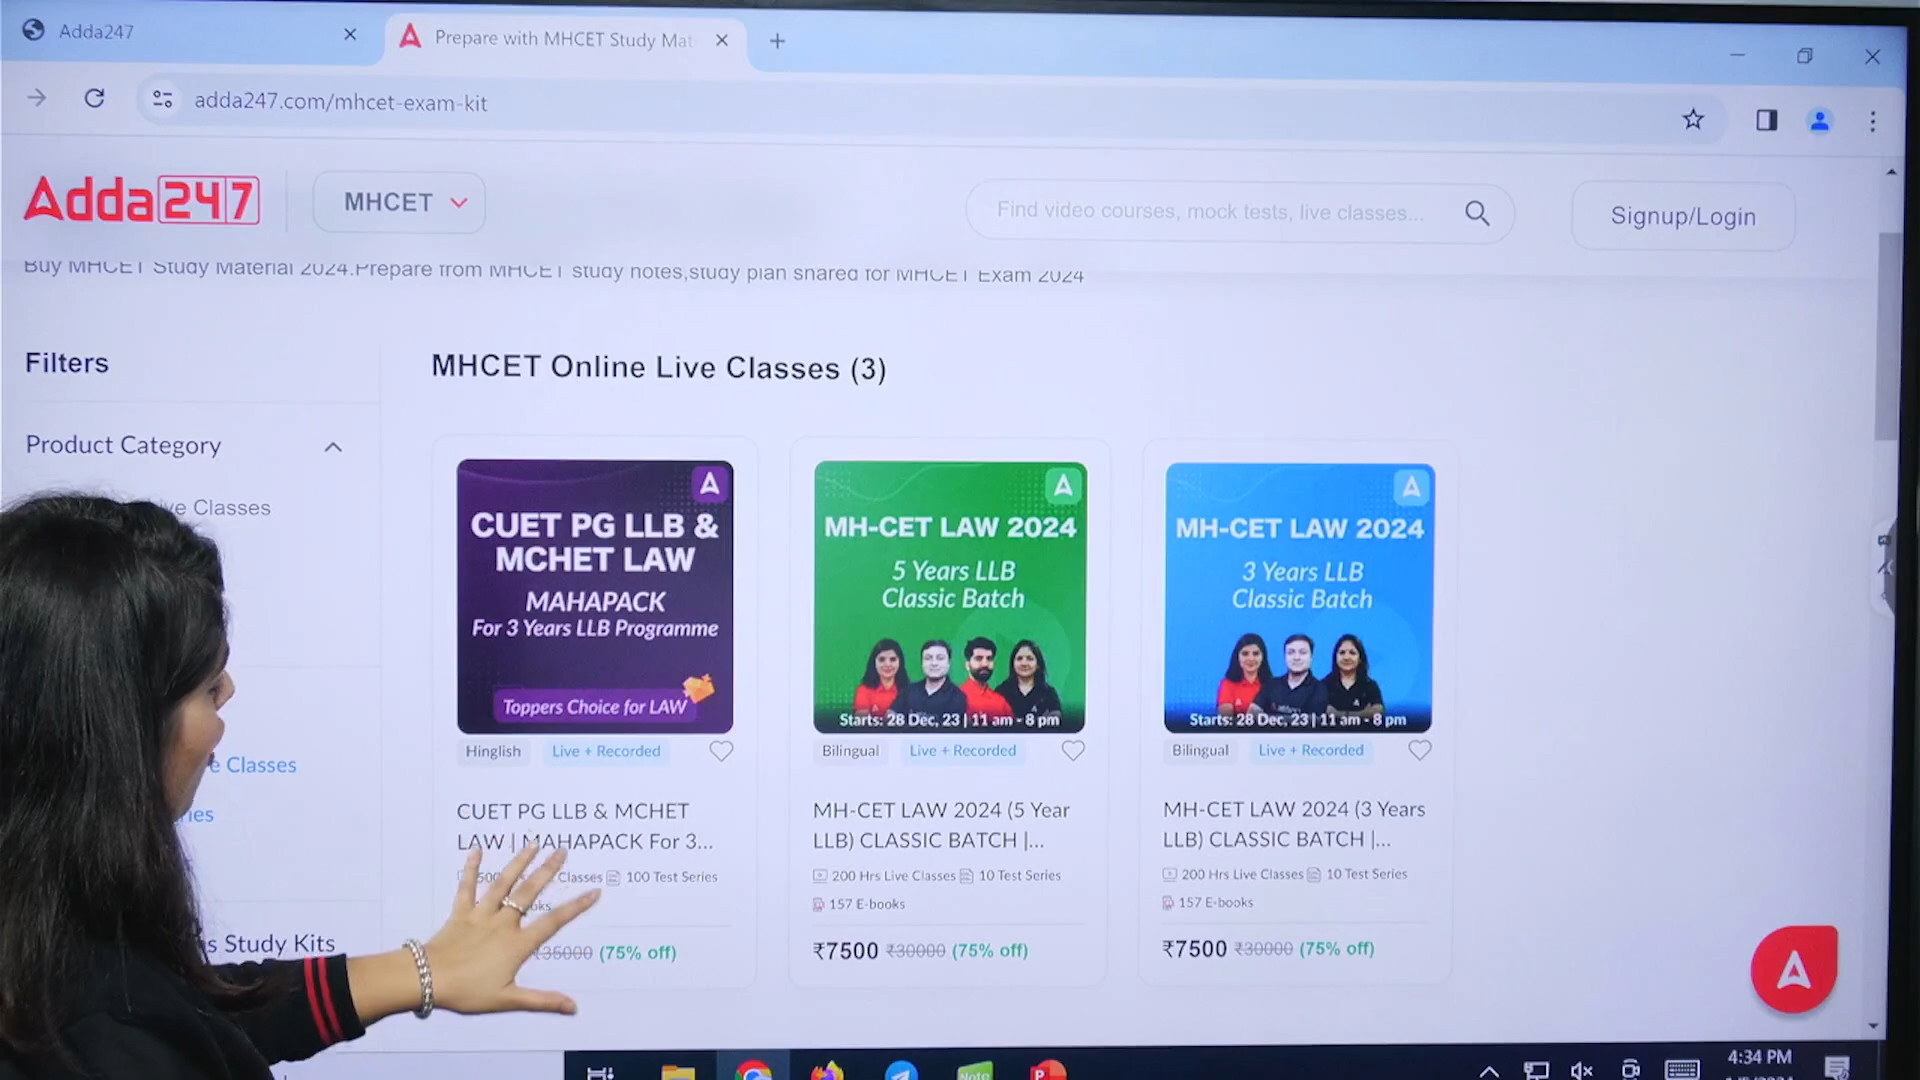 Adda247
Prepare with MHCET Study Mat
adda247.com/mhcet-exam-kit
Adda247
MHCET
Find video courses, mock tests, live classes...
Signup/Login
Buy MHCET Study Material 2024.Prepare from MHCET study notes,study plan shared for MHCET Exam 2024
Filters
MHCET Online Live Classes (3)
Product Category
ve Classes
e Classes
ries
s Study Kits
CUET PG LLB &
MCHET LAW
MAHAPACK
For 3 Years LLB Programme
Toppers Choice for LAW
Hinglish
Live + Recorded
CUET PG LLB & MCHET
LAW | MAHAPACK For 3...
500
Classes
100 Test Series
oks
₹35000 (75% off)
MH-CET LAW 2024
5 Years LLB
Classic Batch
Starts: 28 Dec, 23 | 11 am - 8 pm
Bilingual
Live + Recorded
MH-CET LAW 2024 (5 Year
LLB) CLASSIC BATCH |...
200 Hrs Live Classes
10 Test Series
157 E-books
₹7500 ₹30000 (75% off)
MH-CET LAW 2024
3 Years LLB
Classic Batch
Starts: 28 Dec, 23 | 11 am - 8 pm
Bilingual
Live + Recorded
MH-CET LAW 2024 (3 Years
LLB) CLASSIC BATCH |...
200 Hrs Live Classes
10 Test Series
157 E-books
₹7500 ₹30000 (75% off)
Note
4:34 PM